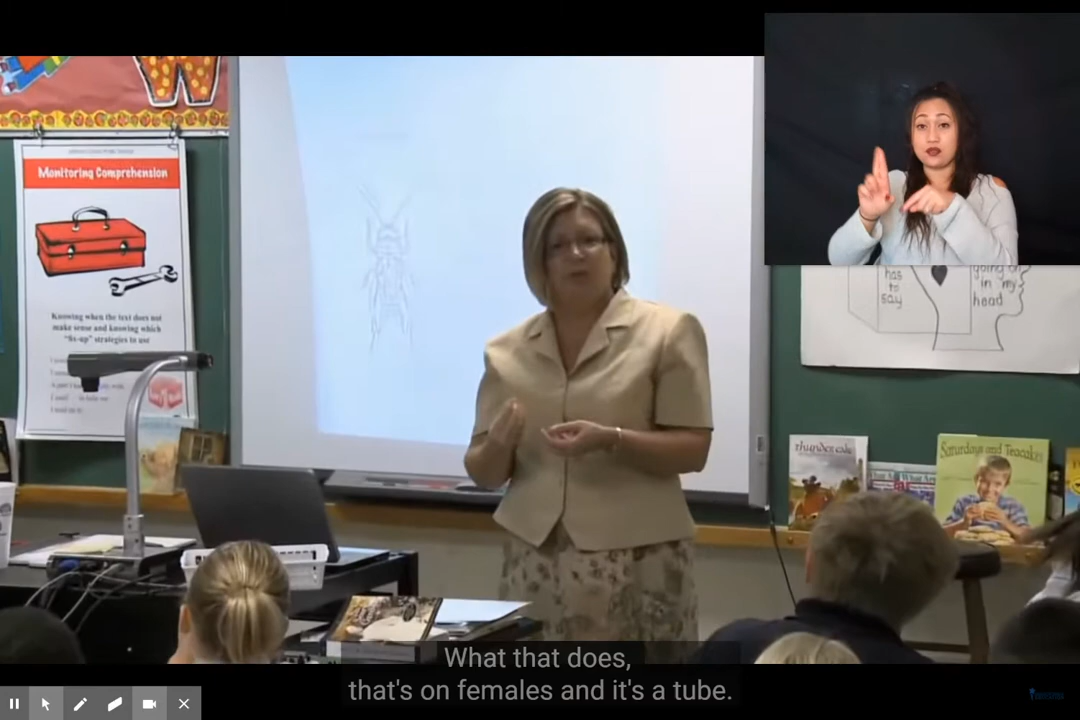 W
Monitoring Comprehension
Knowing when the text does not
make sense and knowing which
"fix-up" strategies to use
has
to
say
going on
in my
head
Thunder Cake
Saturdays and Teacakes
What that does,
that's on females and it's a tube.